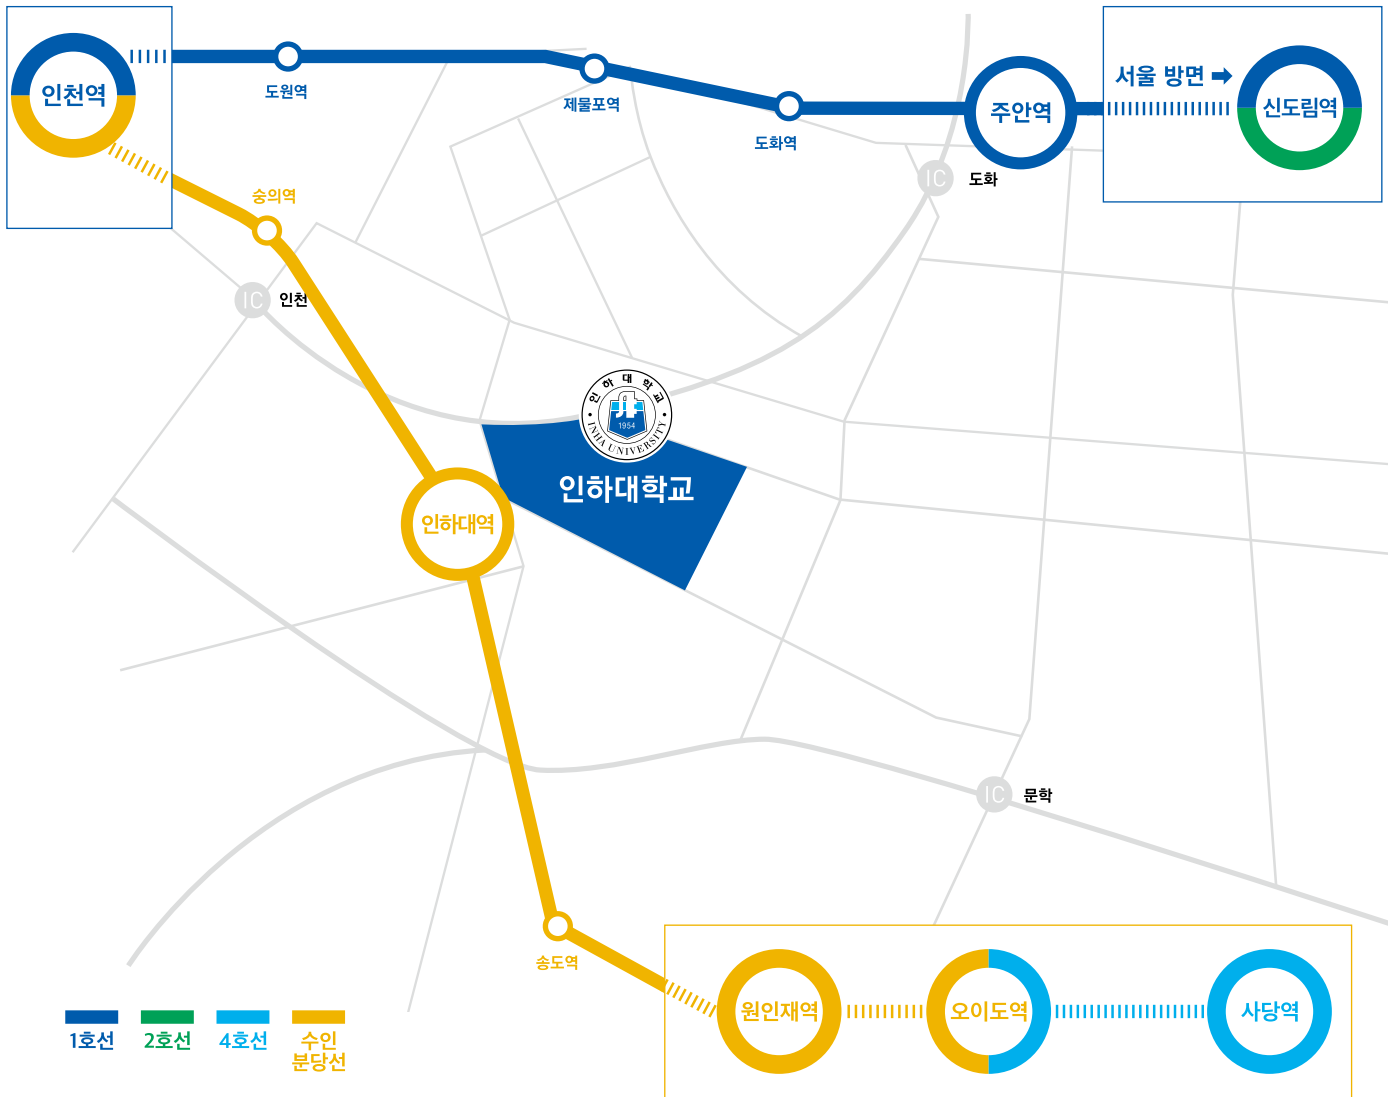 인천역
도원역
제물포역
도화역
주안역
서울 방면
신도림역
숭의역
IC 도화
IC 인천
인하대학교
1954
INHA UNIVERSITY
인하대학교
인하대역
IC 문학
송도역
원인재역
오이도역
사당역
1호선
2호선
4호선
수인
분당선